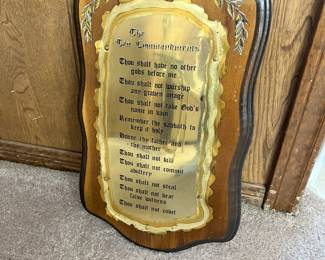 The
Ten Commandments
Thou shalt have no other
gods before me
Thou shalt not worship
any graven image
Thou shalt not take God's
name in vain
Remember the sabbath to
keep it holy
Honor thy father and
thy mother
Thou shalt not kill
Thou shalt not commit
adultery
Thou shalt not steal
Thou shalt not bear
false witness
Thou shalt not covet